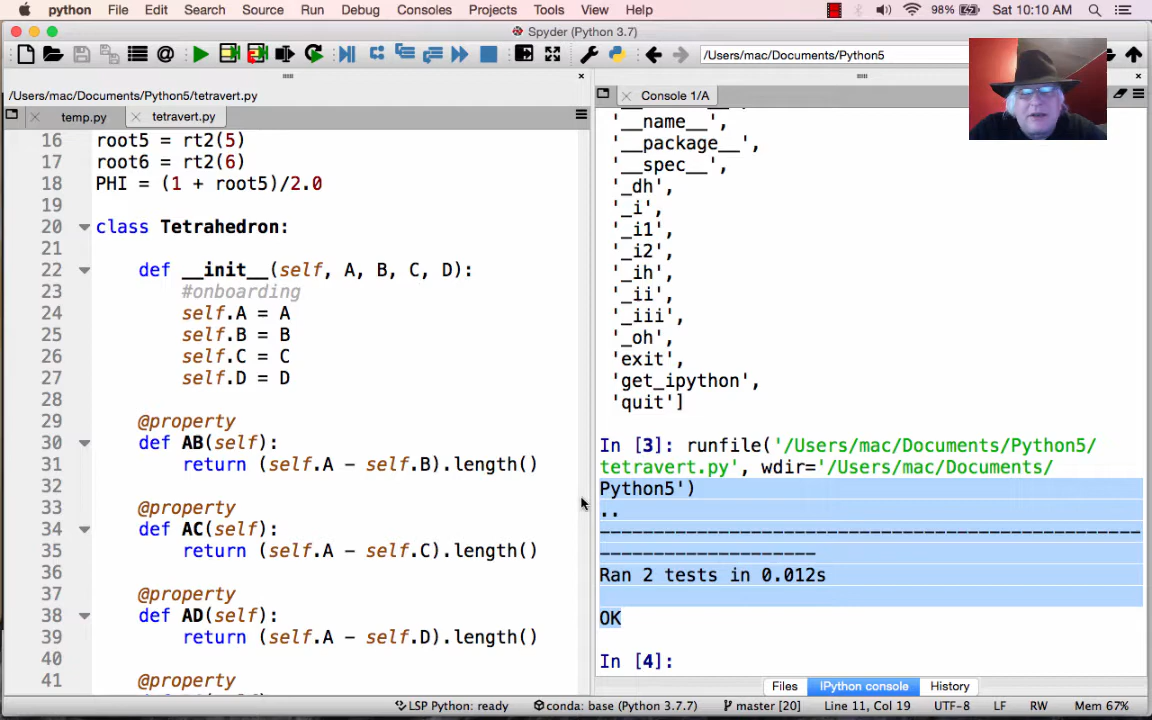 python File Edit Search Source Run Debug Consoles Projects Tools View Help 98% Sat 10:10 AM
Spyder (Python 3.7)
/Users/mac/Documents/Python5
/Users/mac/Documents/Python5/tetravert.py
temp.py tetravert.py
16 root5 = rt2(5)
17 root6 = rt2(6)
18 PHI = (1 + root5)/2.0
19
20 class Tetrahedron:
21
22 def __init__(self, A, B, C, D):
23 #onboarding
24 self.A = A
25 self.B = B
26 self.C = C
27 self.D = D
28
29 @property
30 def AB(self):
31 return (self.A - self.B).length()
32
33 @property
34 def AC(self):
35 return (self.A - self.C).length()
36
37 @property
38 def AD(self):
39 return (self.A - self.D).length()
40
41 @property
Console 1/A
'__name__',
'__package__',
'__spec__',
'_dh',
'_i',
'_i1',
'_i2',
'_ih',
'_ii',
'_iii',
'_oh',
'exit',
'get_ipython',
'quit']
In [3]: runfile('/Users/mac/Documents/Python5/
tetravert.py', wdir='/Users/mac/Documents/
Python5')
..
----------------------------------------------------------------------
Ran 2 tests in 0.012s
OK
In [4]:
Files IPython console History
LSP Python: ready conda: base (Python 3.7.7) master [20] Line 11, Col 19 UTF-8 LF RW Mem 67%